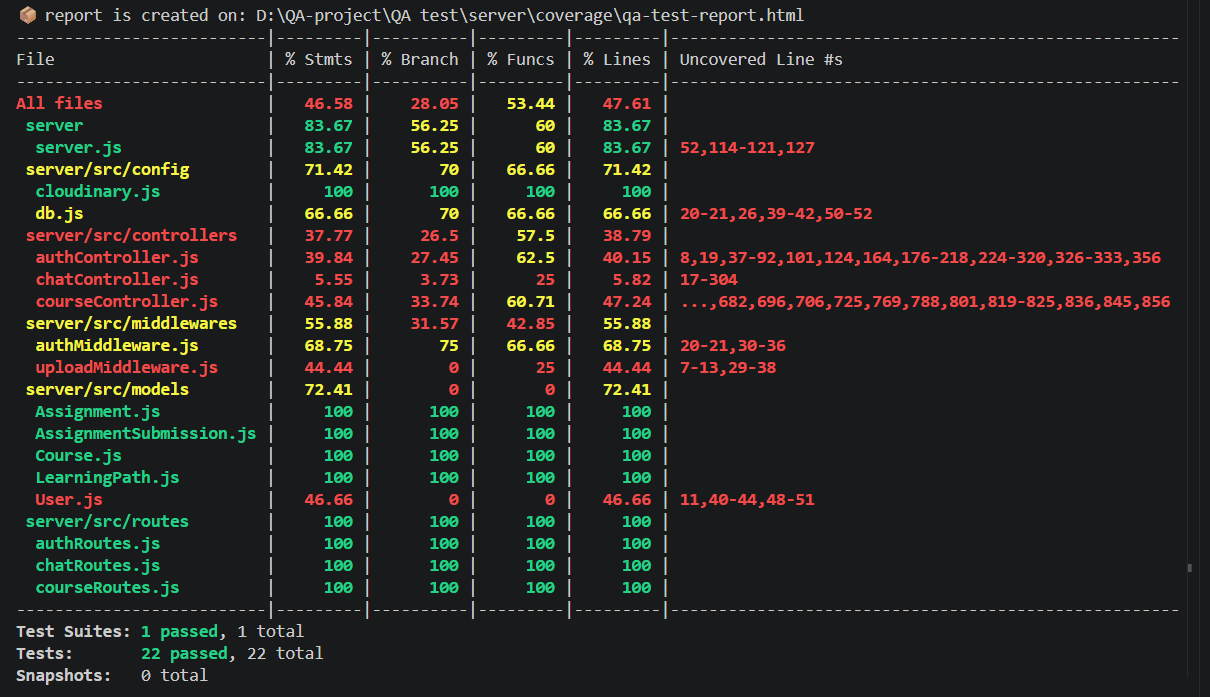 📦 report is created on: D:\QA-project\QA test\server\coverage\qa-test-report.html
--------------------------|---------|----------|---------|---------|-----------------------------------------------------
File                      | % Stmts | % Branch | % Funcs | % Lines | Uncovered Line #s
--------------------------|---------|----------|---------|---------|-----------------------------------------------------
All files                 |   46.58 |    28.05 |   53.44 |   47.61 |
 server                   |   83.67 |    56.25 |      60 |   83.67 |
  server.js               |   83.67 |    56.25 |      60 |   83.67 | 52,114-121,127
 server/src/config        |   71.42 |       70 |   66.66 |   71.42 |
  cloudinary.js           |     100 |      100 |     100 |     100 |
  db.js                   |   66.66 |       70 |   66.66 |   66.66 | 20-21,26,39-42,50-52
 server/src/controllers   |   37.77 |     26.5 |    57.5 |   38.79 |
  authController.js       |   39.84 |    27.45 |    62.5 |   40.15 | 8,19,37-92,101,124,164,176-218,224-320,326-333,356
  chatController.js       |    5.55 |     3.73 |      25 |    5.82 | 17-304
  courseController.js     |   45.84 |    33.74 |   60.71 |   47.24 | ...,682,696,706,725,769,788,801,819-825,836,845,856
 server/src/middlewares   |   55.88 |    31.57 |   42.85 |   55.88 |
  authMiddleware.js       |   68.75 |       75 |   66.66 |   68.75 | 20-21,30-36
  uploadMiddleware.js     |   44.44 |        0 |      25 |   44.44 | 7-13,29-38
 server/src/models        |   72.41 |        0 |       0 |   72.41 |
  Assignment.js           |     100 |      100 |     100 |     100 |
  AssignmentSubmission.js |     100 |      100 |     100 |     100 |
  Course.js               |     100 |      100 |     100 |     100 |
  LearningPath.js         |     100 |      100 |     100 |     100 |
  User.js                 |   46.66 |        0 |       0 |   46.66 | 11,40-44,48-51
 server/src/routes        |     100 |      100 |     100 |     100 |
  authRoutes.js           |     100 |      100 |     100 |     100 |
  chatRoutes.js           |     100 |      100 |     100 |     100 |
  courseRoutes.js         |     100 |      100 |     100 |     100 |
--------------------------|---------|----------|---------|---------|-----------------------------------------------------
Test Suites: 1 passed, 1 total
Tests:       22 passed, 22 total
Snapshots:   0 total